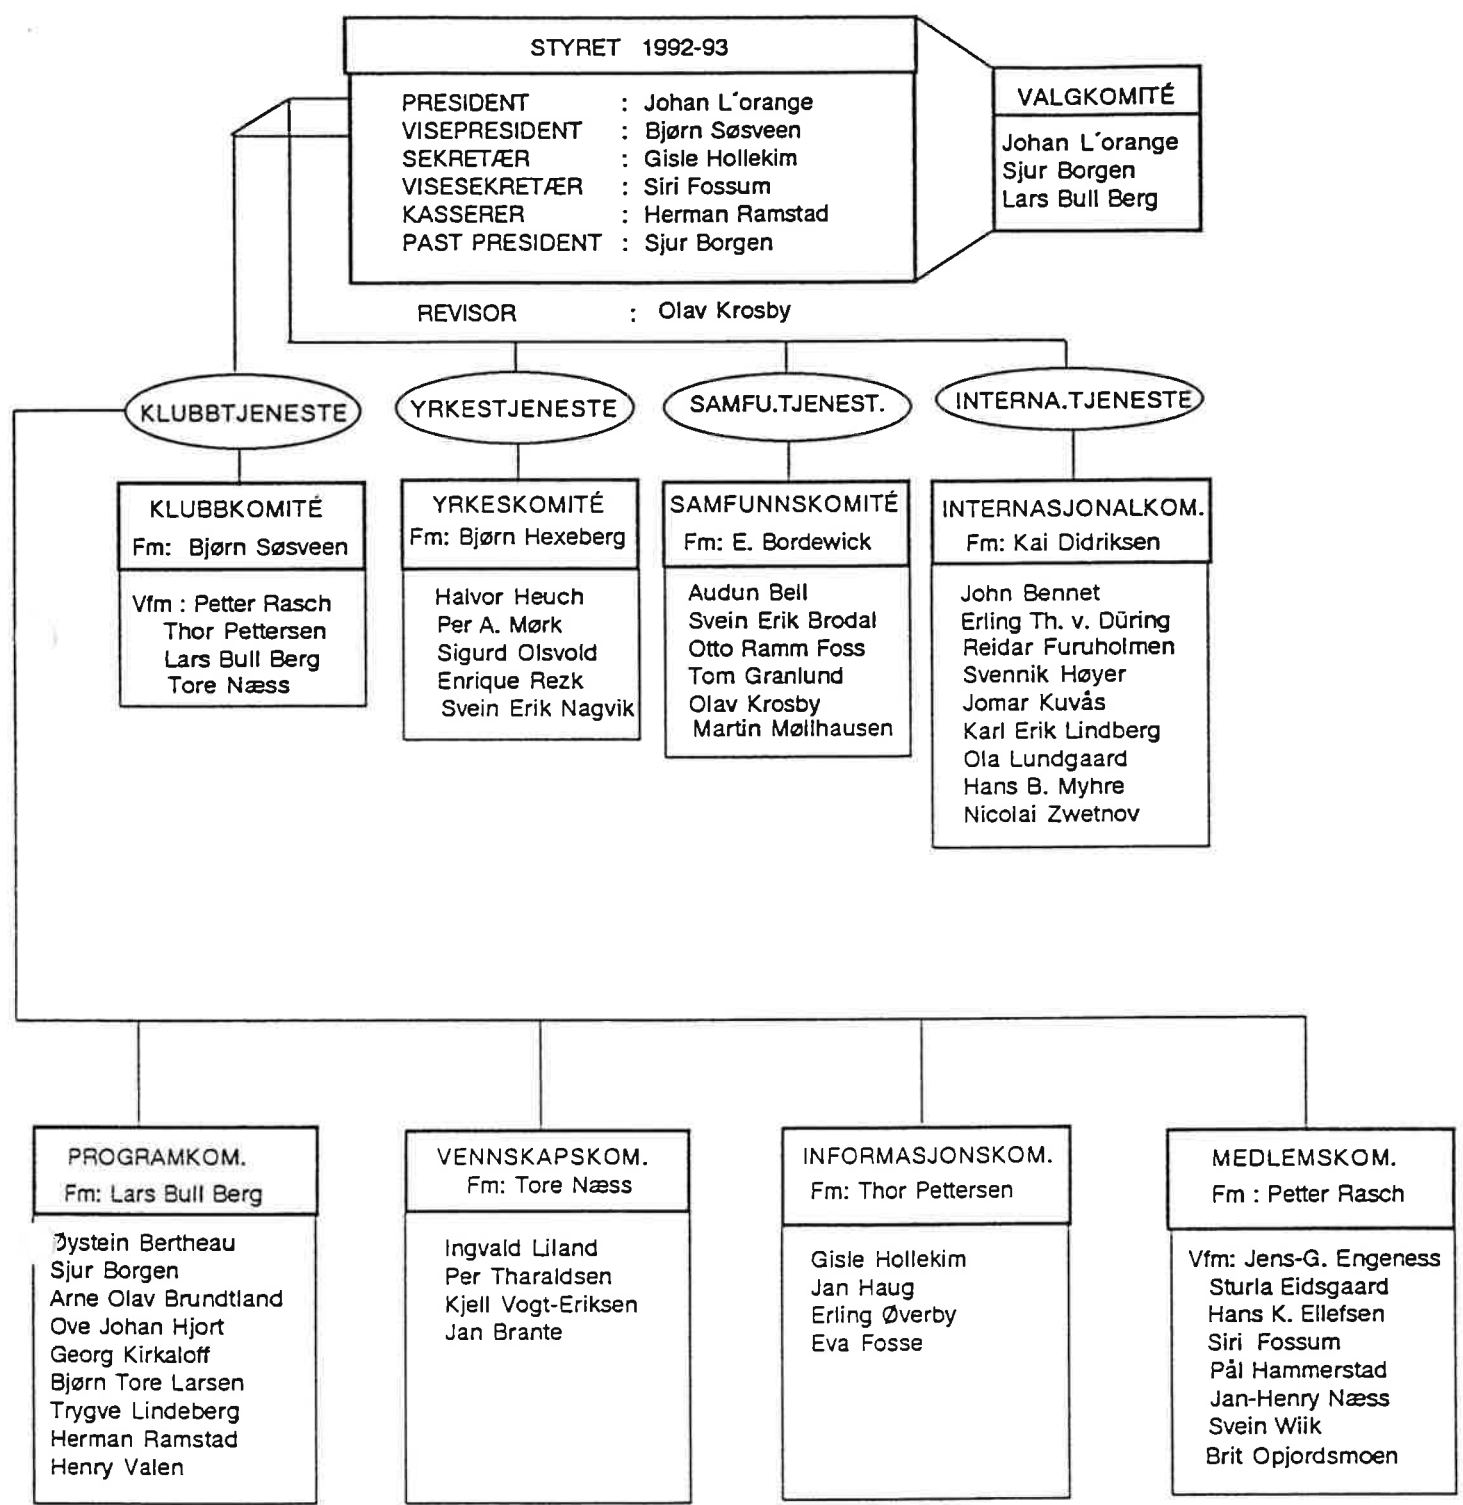 STYRET 1992-93
PRESIDENT : Johan L´orange
VISEPRESIDENT : Bjørn Søsveen
SEKRETÆR : Gisle Hollekim
VISESEKRETÆR : Siri Fossum
KASSERER : Herman Ramstad
PAST PRESIDENT : Sjur Borgen
VALGKOMITÉ
Johan L´orange
Sjur Borgen
Lars Bull Berg
REVISOR : Olav Krosby
KLUBBTJENESTE
YRKESTJENESTE
SAMFU.TJENEST.
INTERNA.TJENESTE
KLUBBKOMITÉ
Fm: Bjørn Søsveen
Vfm : Petter Rasch
Thor Pettersen
Lars Bull Berg
Tore Næss
YRKESKOMITÉ
Fm: Bjørn Hexeberg
Halvor Heuch
Per A. Mørk
Sigurd Olsvold
Enrique Rezk
Svein Erik Nagvik
SAMFUNNSKOMITÉ
Fm: E. Bordewick
Audun Bell
Svein Erik Brodal
Otto Ramm Foss
Tom Granlund
Olav Krosby
Martin Møllhausen
INTERNASJONALKOM.
Fm: Kai Didriksen
John Bennet
Erling Th. v. Düring
Reidar Furuholmen
Svennik Høyer
Jomar Kuvås
Karl Erik Lindberg
Ola Lundgaard
Hans B. Myhre
Nicolai Zwetnov
PROGRAMKOM.
Fm: Lars Bull Berg
Øystein Bertheau
Sjur Borgen
Arne Olav Brundtland
Ove Johan Hjort
Georg Kirkaloff
Bjørn Tore Larsen
Trygve Lindeberg
Herman Ramstad
Henry Valen
VENNSKAPSKOM.
Fm: Tore Næss
Ingvald Liland
Per Tharaldsen
Kjell Vogt-Eriksen
Jan Brante
INFORMASJONSKOM.
Fm: Thor Pettersen
Gisle Hollekim
Jan Haug
Erling Øverby
Eva Fosse
MEDLEMSKOM.
Fm : Petter Rasch
Vfm: Jens-G. Engeness
Sturla Eidsgaard
Hans K. Ellefsen
Siri Fossum
Pål Hammerstad
Jan-Henry Næss
Svein Wiik
Brit Opjordsmoen